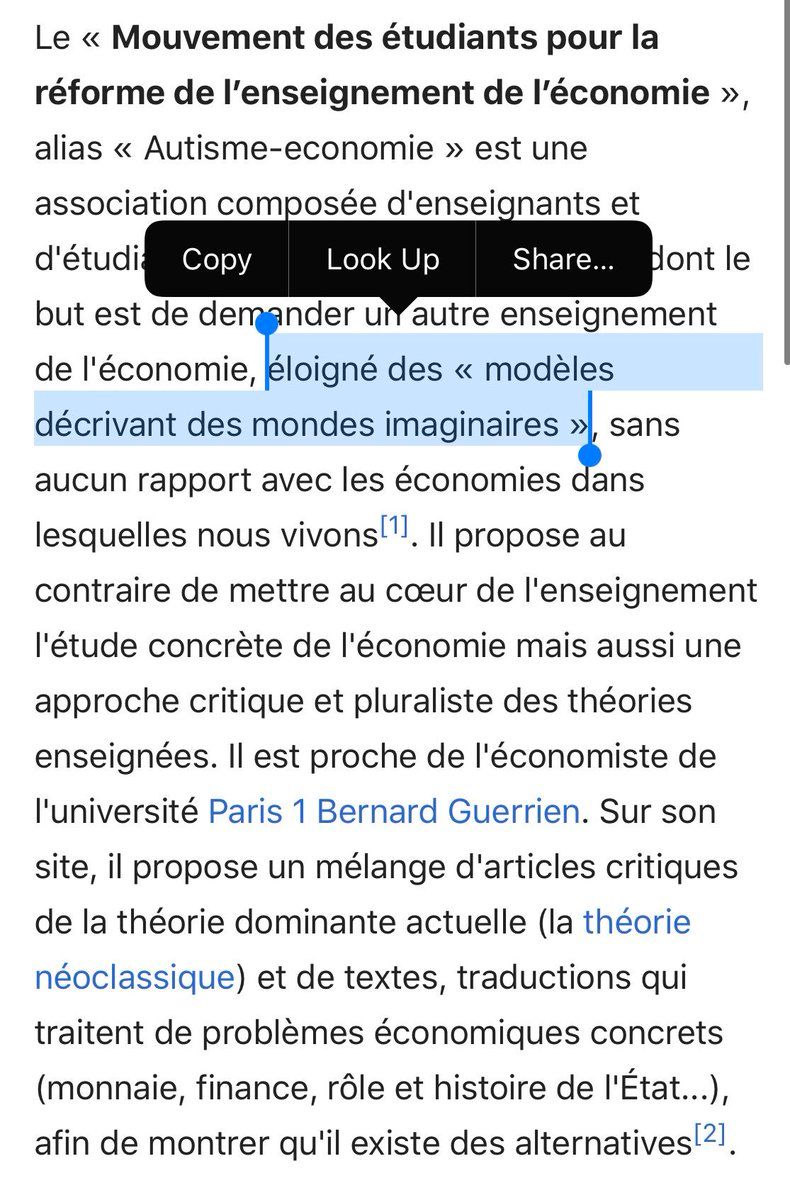 Le « Mouvement des étudiants pour la
réforme de l’enseignement de l’économie »,
alias « Autisme-economie » est une
association composée d'enseignants et
d'étudia
Copy
Look Up
Share...
dont le
but est de demander un autre enseignement
de l'économie, éloigné des « modèles
décrivant des mondes imaginaires », sans
aucun rapport avec les économies dans
lesquelles nous vivons[1]. Il propose au
contraire de mettre au cœur de l'enseignement
l'étude concrète de l'économie mais aussi une
approche critique et pluraliste des théories
enseignées. Il est proche de l'économiste de
l'université Paris 1 Bernard Guerrien. Sur son
site, il propose un mélange d'articles critiques
de la théorie dominante actuelle (la théorie
néoclassique) et de textes, traductions qui
traitent de problèmes économiques concrets
(monnaie, finance, rôle et histoire de l'État...),
afin de montrer qu'il existe des alternatives[2].